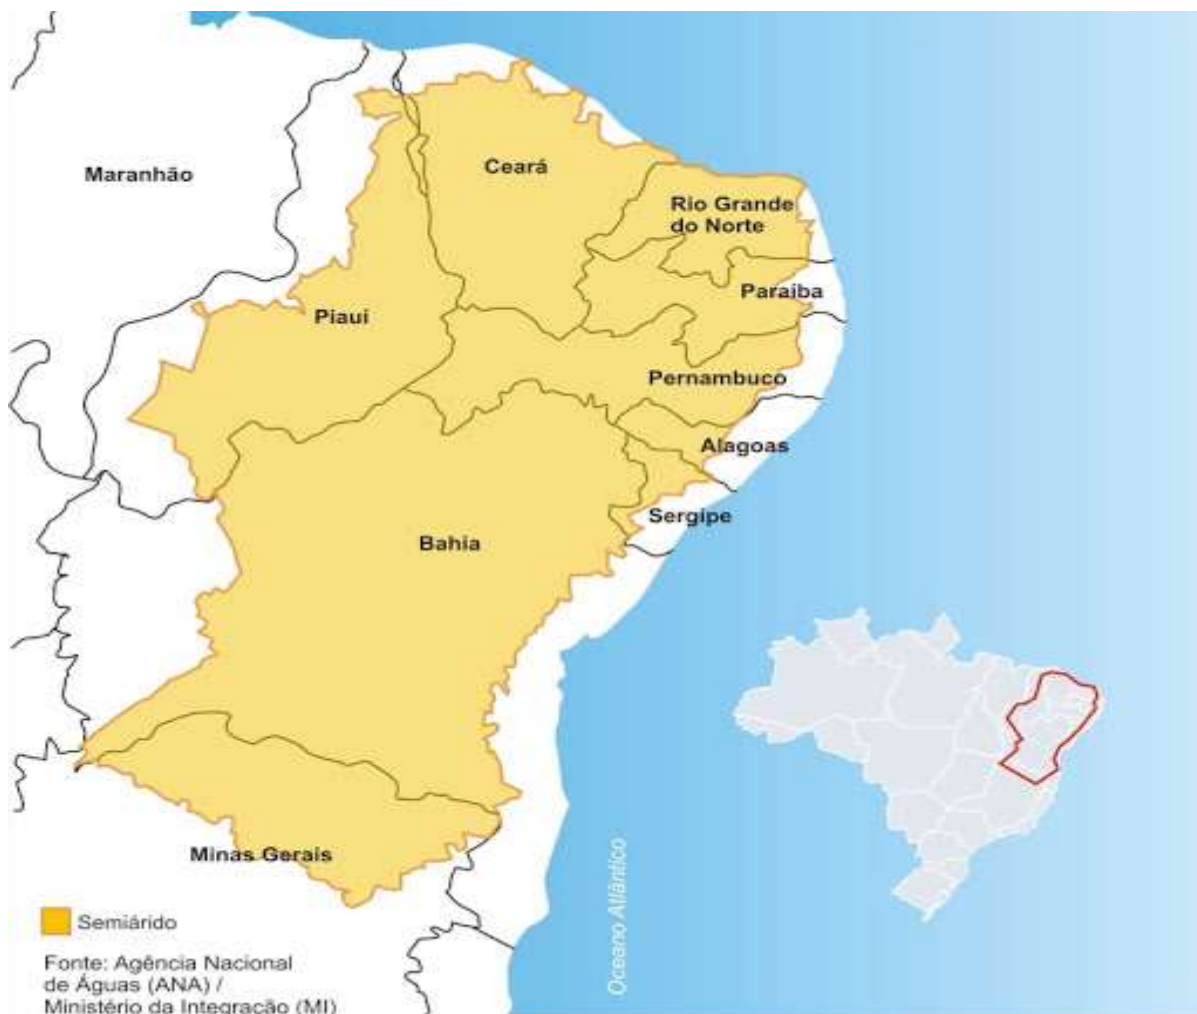 Maranhão
Ceará
Rio Grande
do Norte
Paraiba
Piaui
Pernambuco
Alagoas
Sergipe
Bahia
Minas Gerais
Semiárido
Fonte: Agência Nacional
de Águas (ANA) /
Ministério da Integração (MI)
Oceano Atlântico